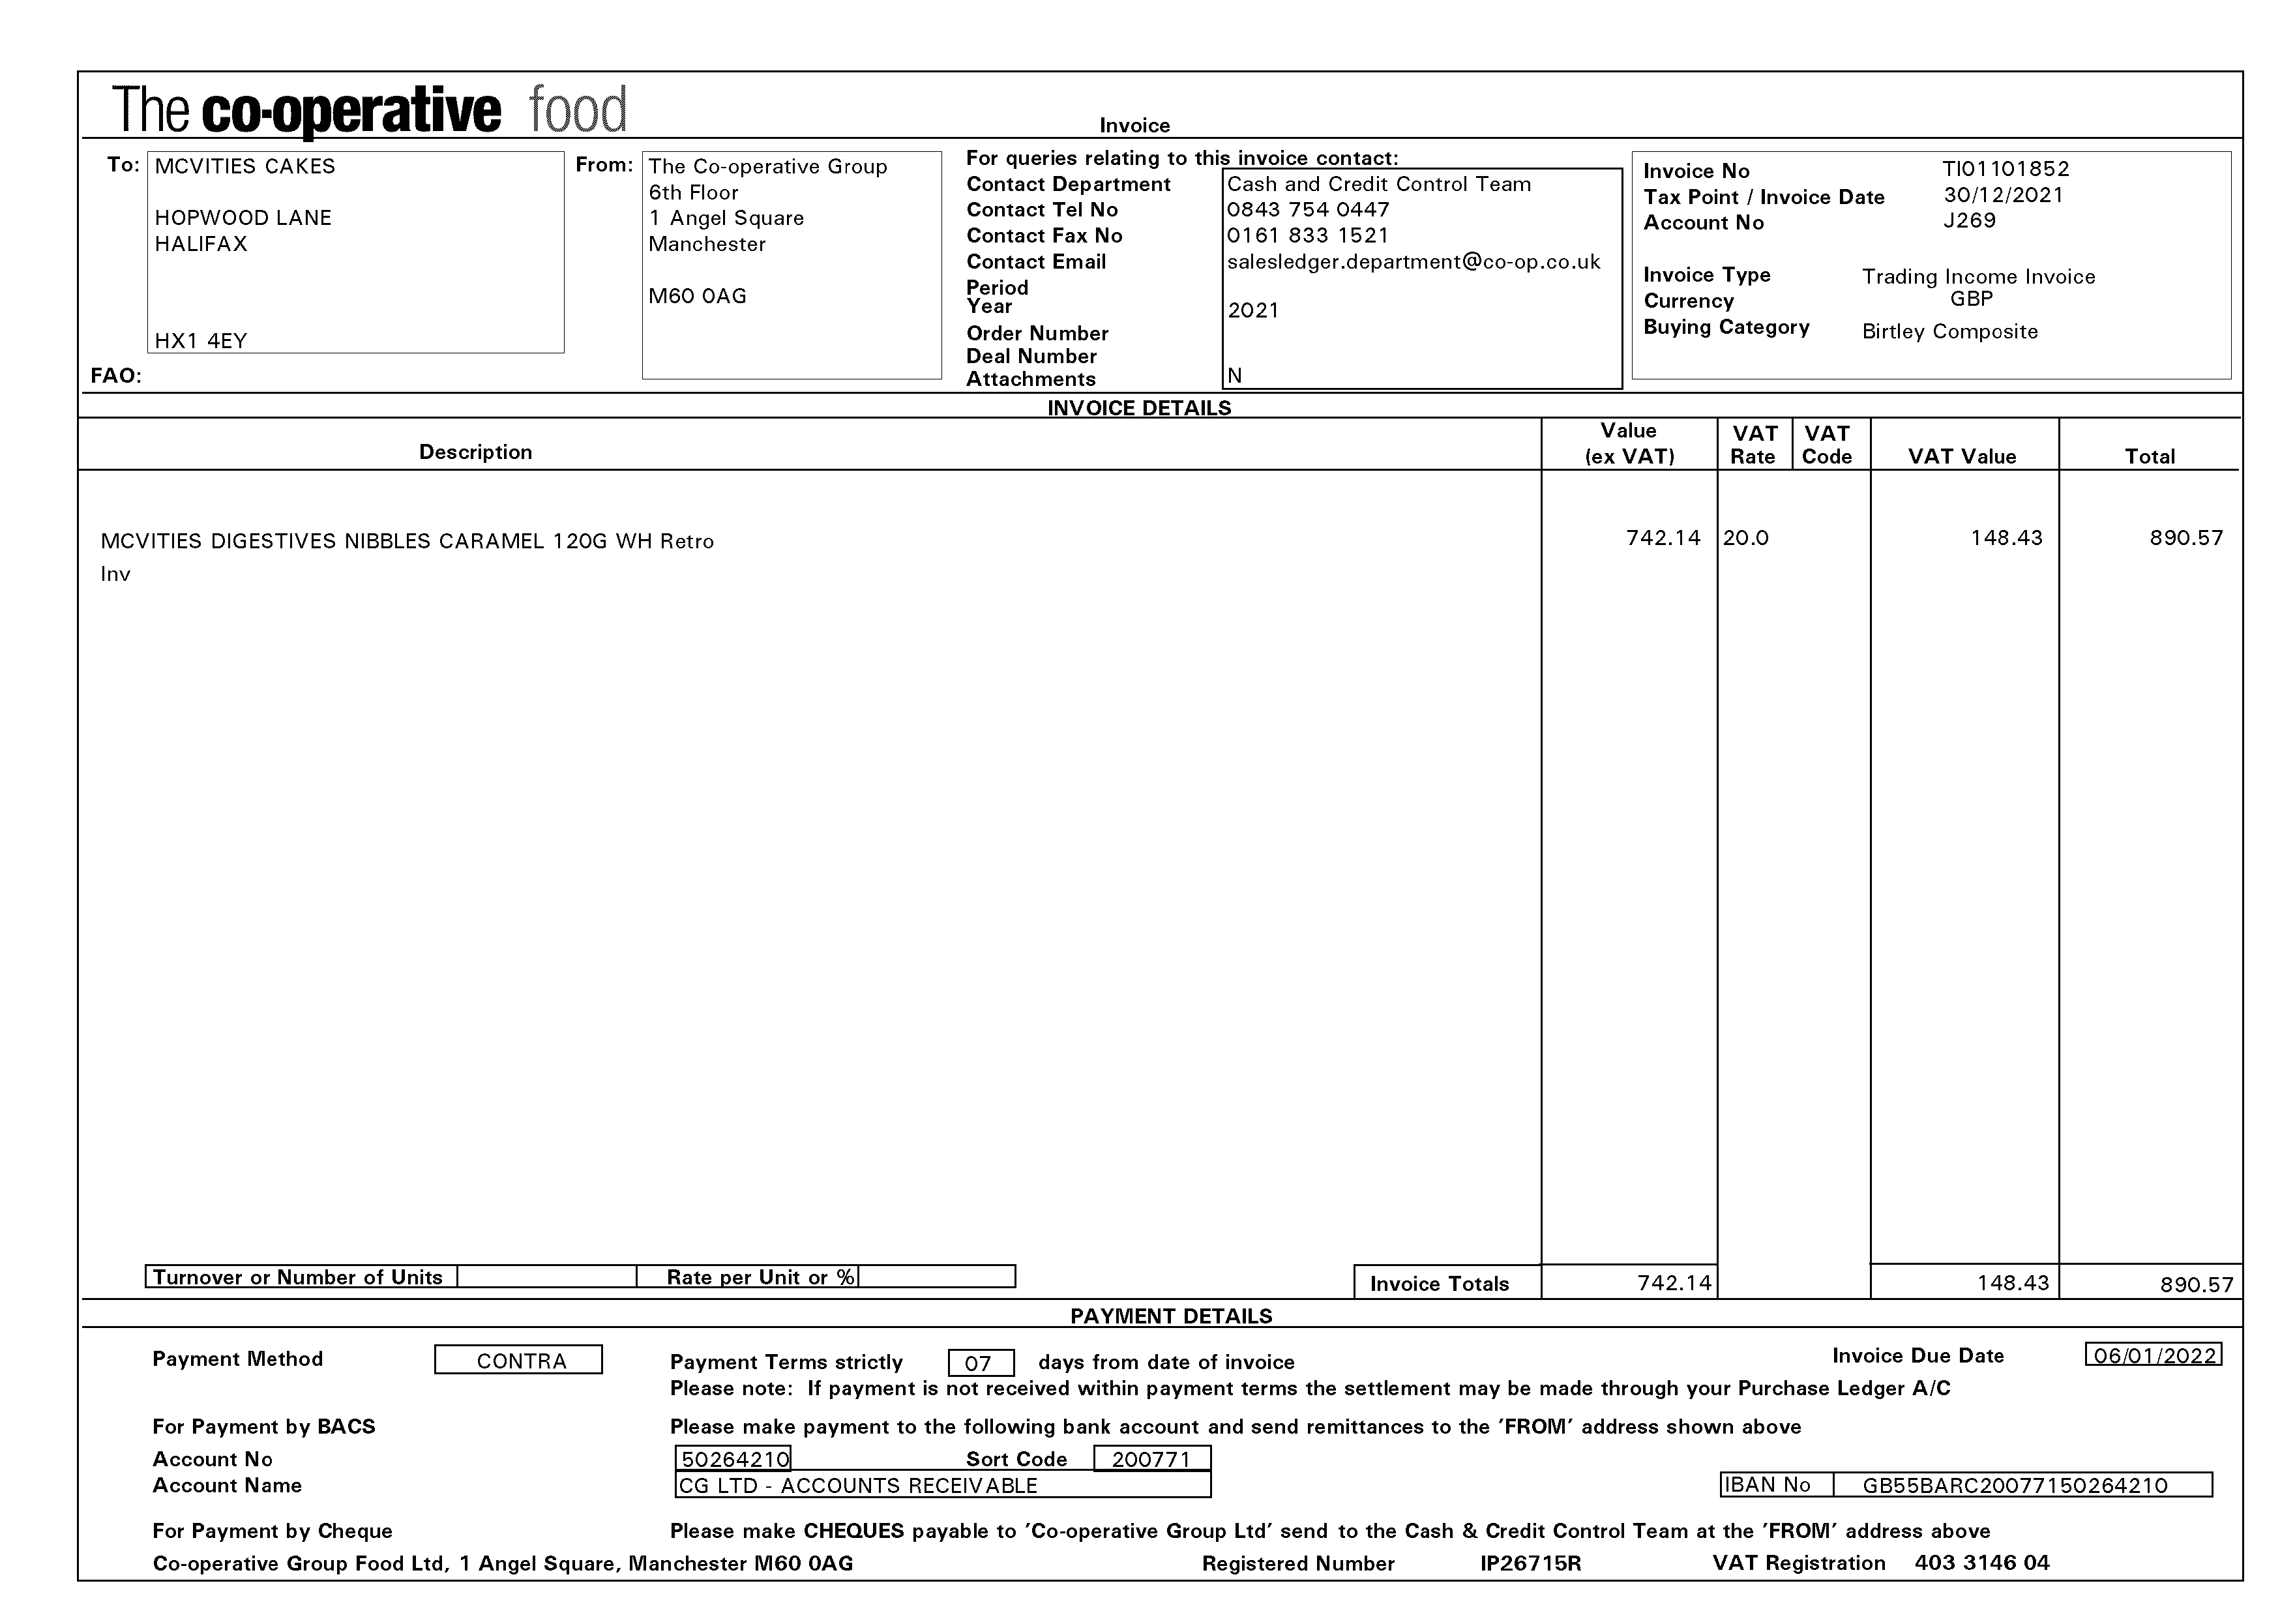 The co-operative food
Invoice
To: MCVITIES CAKES
HOPWOOD LANE
HALIFAX
HX1 4EY
FAO:
From: The Co-operative Group
6th Floor
1 Angel Square
Manchester
M60 0AG
For queries relating to this invoice contact:
Contact Department Cash and Credit Control Team
Contact Tel No 0843 754 0447
Contact Fax No 0161 833 1521
Contact Email salesledger.department@co-op.co.uk
Period
Year 2021
Order Number
Deal Number
Attachments N
Invoice No TI01101852
Tax Point / Invoice Date 30/12/2021
Account No J269
Invoice Type Trading Income Invoice
Currency GBP
Buying Category Birtley Composite
INVOICE DETAILS
Description Value (ex VAT) VAT Rate VAT Code VAT Value Total
MCVITIES DIGESTIVES NIBBLES CARAMEL 120G WH Retro 742.14 20.0 148.43 890.57
Inv
Turnover or Number of Units Rate per Unit or % Invoice Totals 742.14 148.43 890.57
PAYMENT DETAILS
Payment Method CONTRA Payment Terms strictly 07 days from date of invoice Invoice Due Date 06/01/2022
Please note: If payment is not received within payment terms the settlement may be made through your Purchase Ledger A/C
For Payment by BACS Please make payment to the following bank account and send remittances to the 'FROM' address shown above
Account No 50264210 Sort Code 200771
Account Name CG LTD - ACCOUNTS RECEIVABLE IBAN No GB55BARC20077150264210
For Payment by Cheque Please make CHEQUES payable to 'Co-operative Group Ltd' send to the Cash & Credit Control Team at the 'FROM' address above
Co-operative Group Food Ltd, 1 Angel Square, Manchester M60 0AG Registered Number IP26715R VAT Registration 403 3146 04